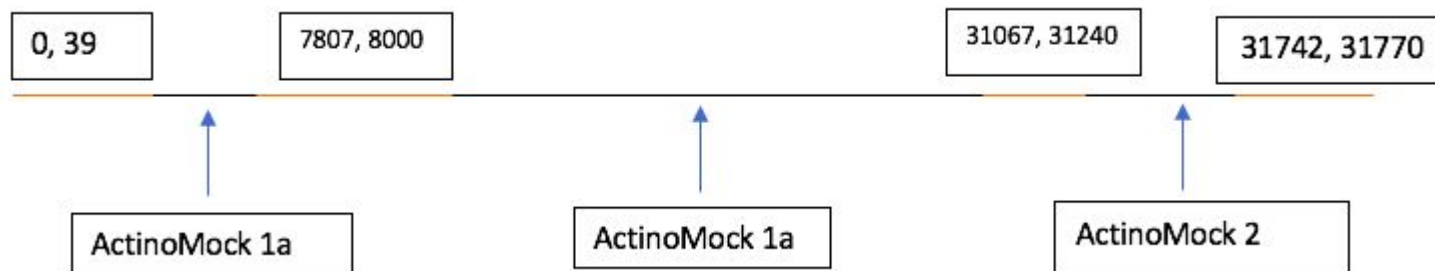 0, 39
7807, 8000
31067, 31240
31742, 31770
ActinoMock 1a
ActinoMock 1a
ActinoMock 2